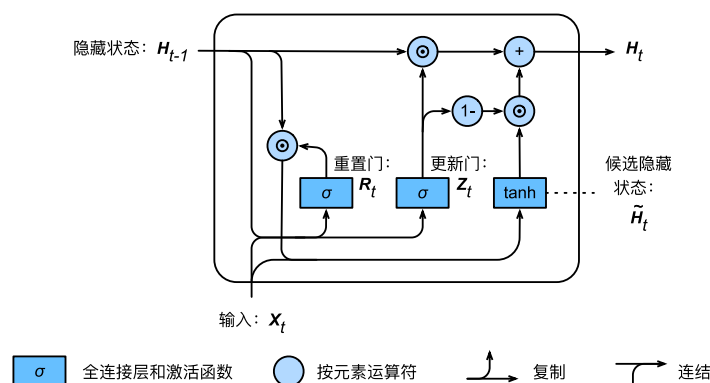 隐藏状态： H_{t-1}
⊙
+
H_t
1-
⊙
⊙
重置门：
R_t
更新门：
Z_t
σ
σ
tanh
候选隐藏
状态：
H̃_t
输入： X_t
σ 全连接层和激活函数 按元素运算符 复制 连结